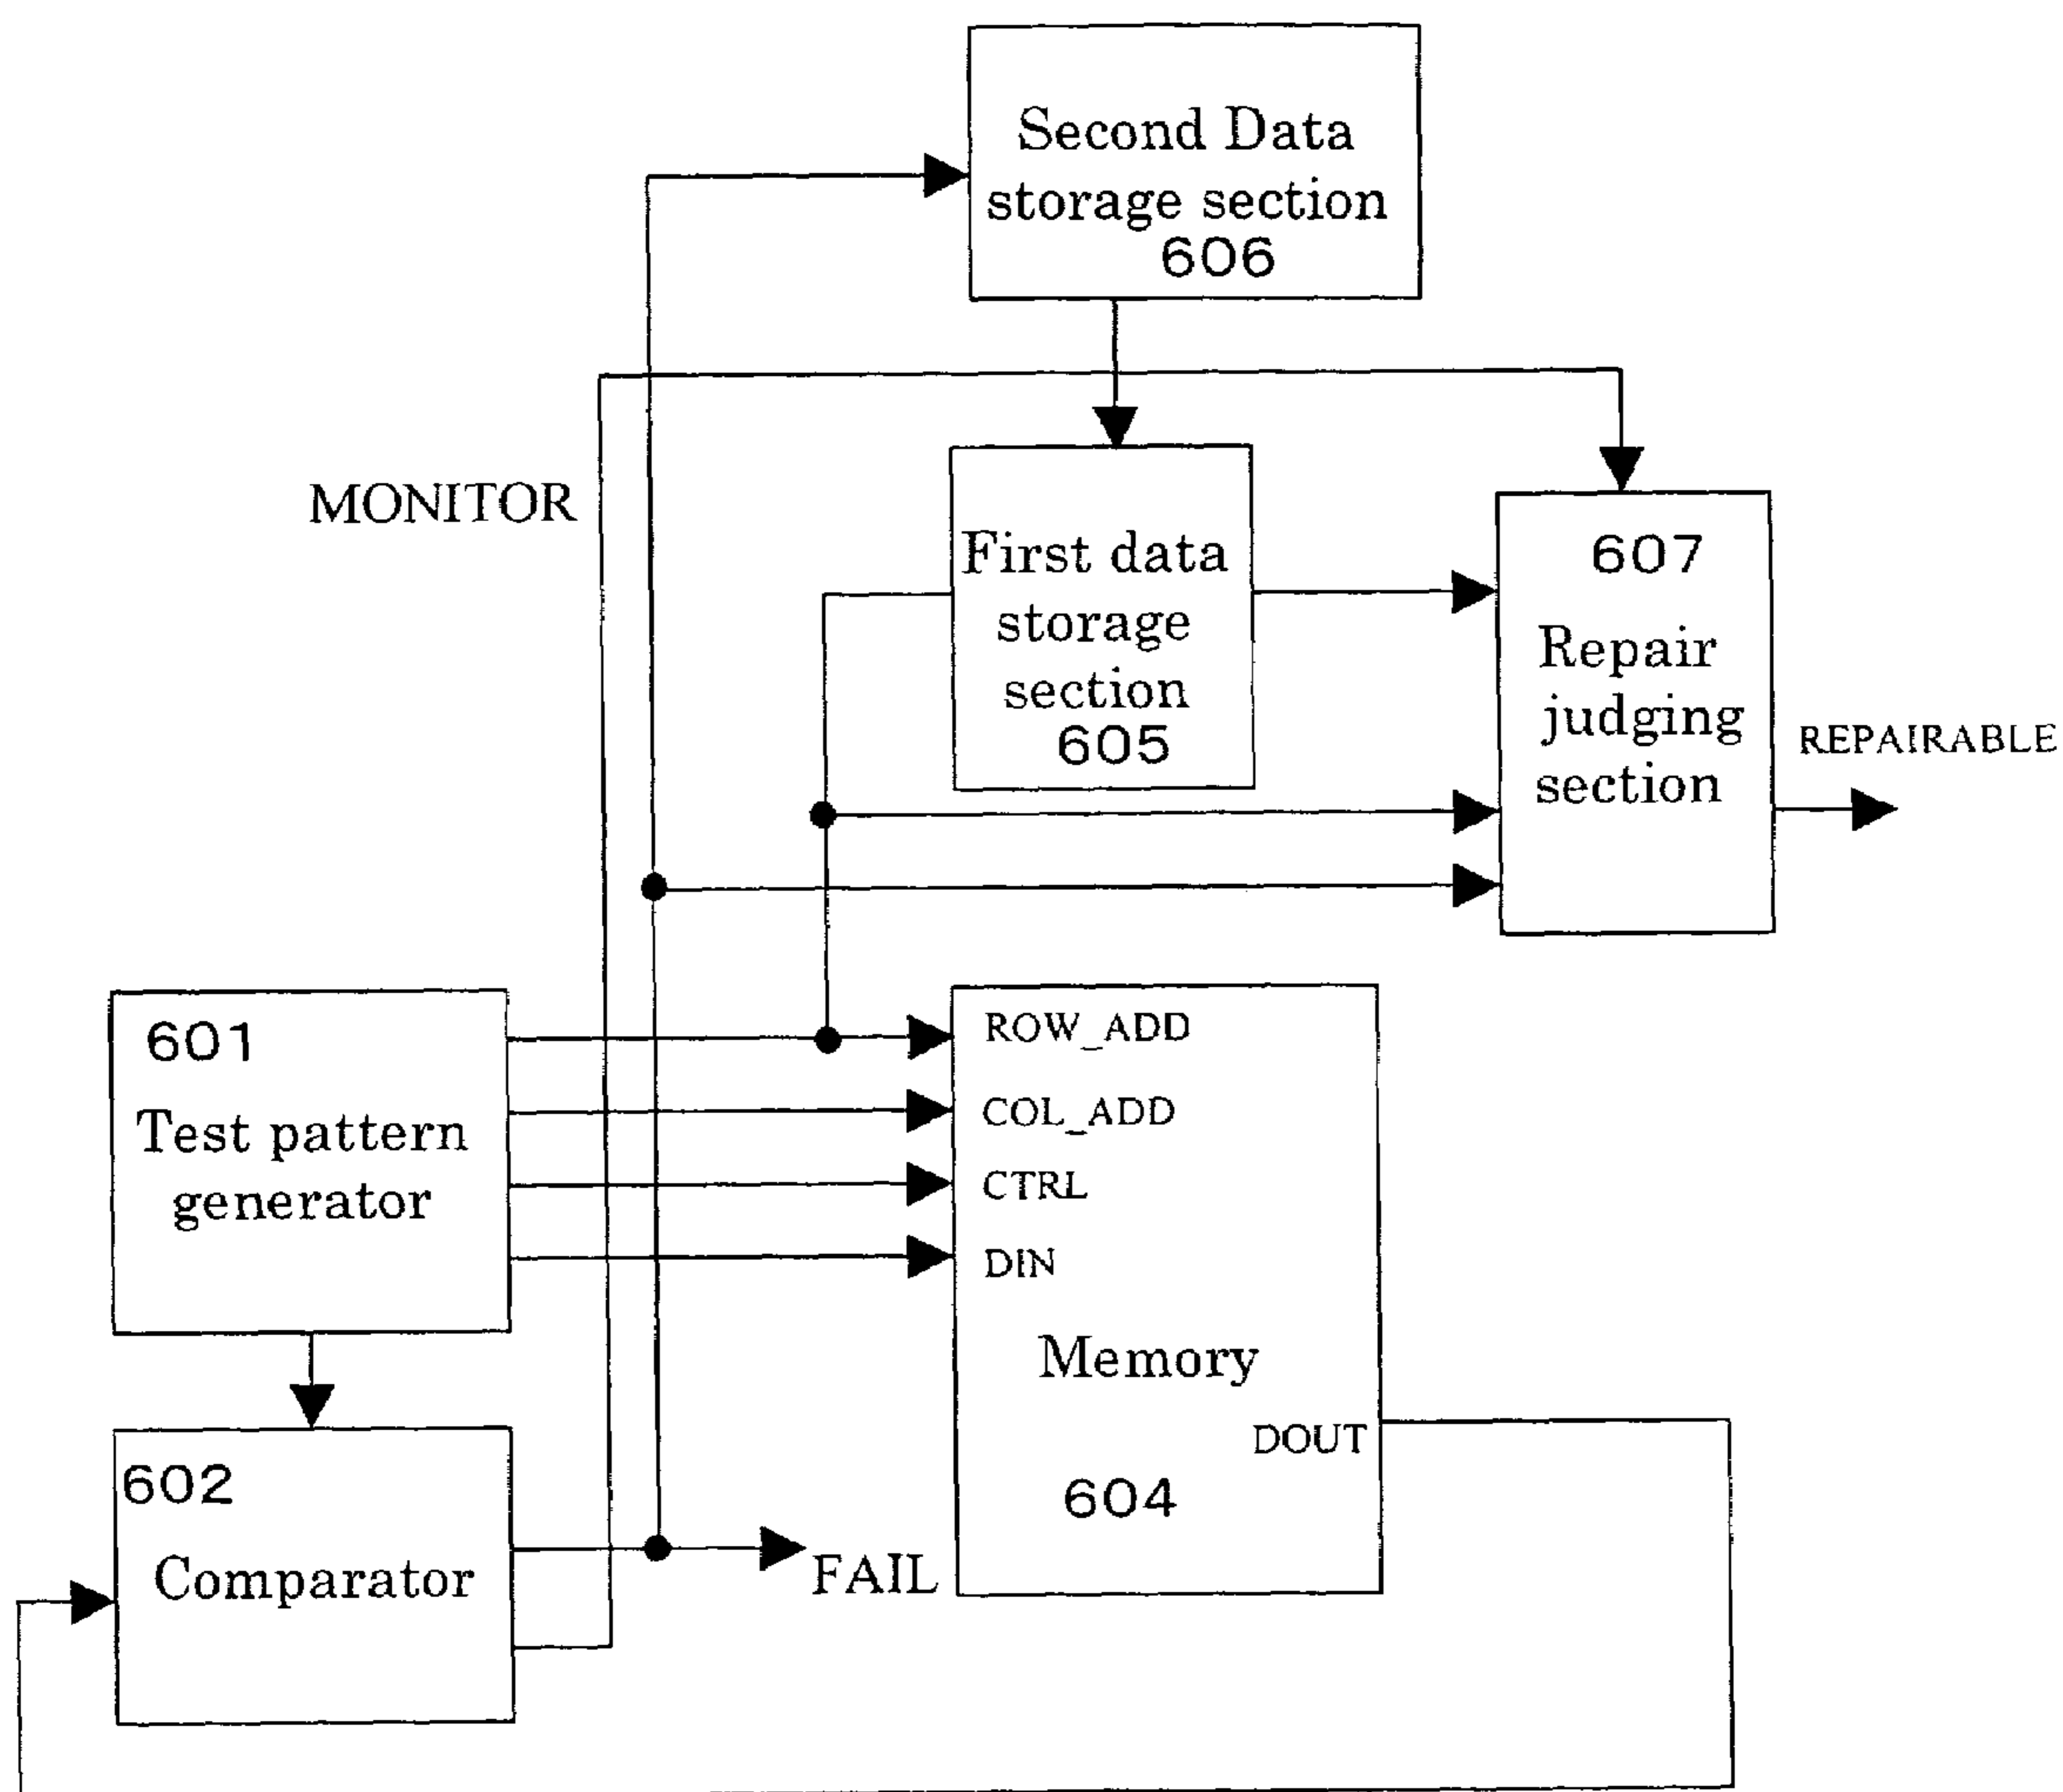 Second Data
storage section
606
MONITOR
First data
storage
section
605
607
Repair
judging
section
REPAIRABLE
601
Test pattern
generator
ROW_ADD
COL_ADD
CTRL
DIN
Memory
DOUT
604
602
Comparator
FAIL